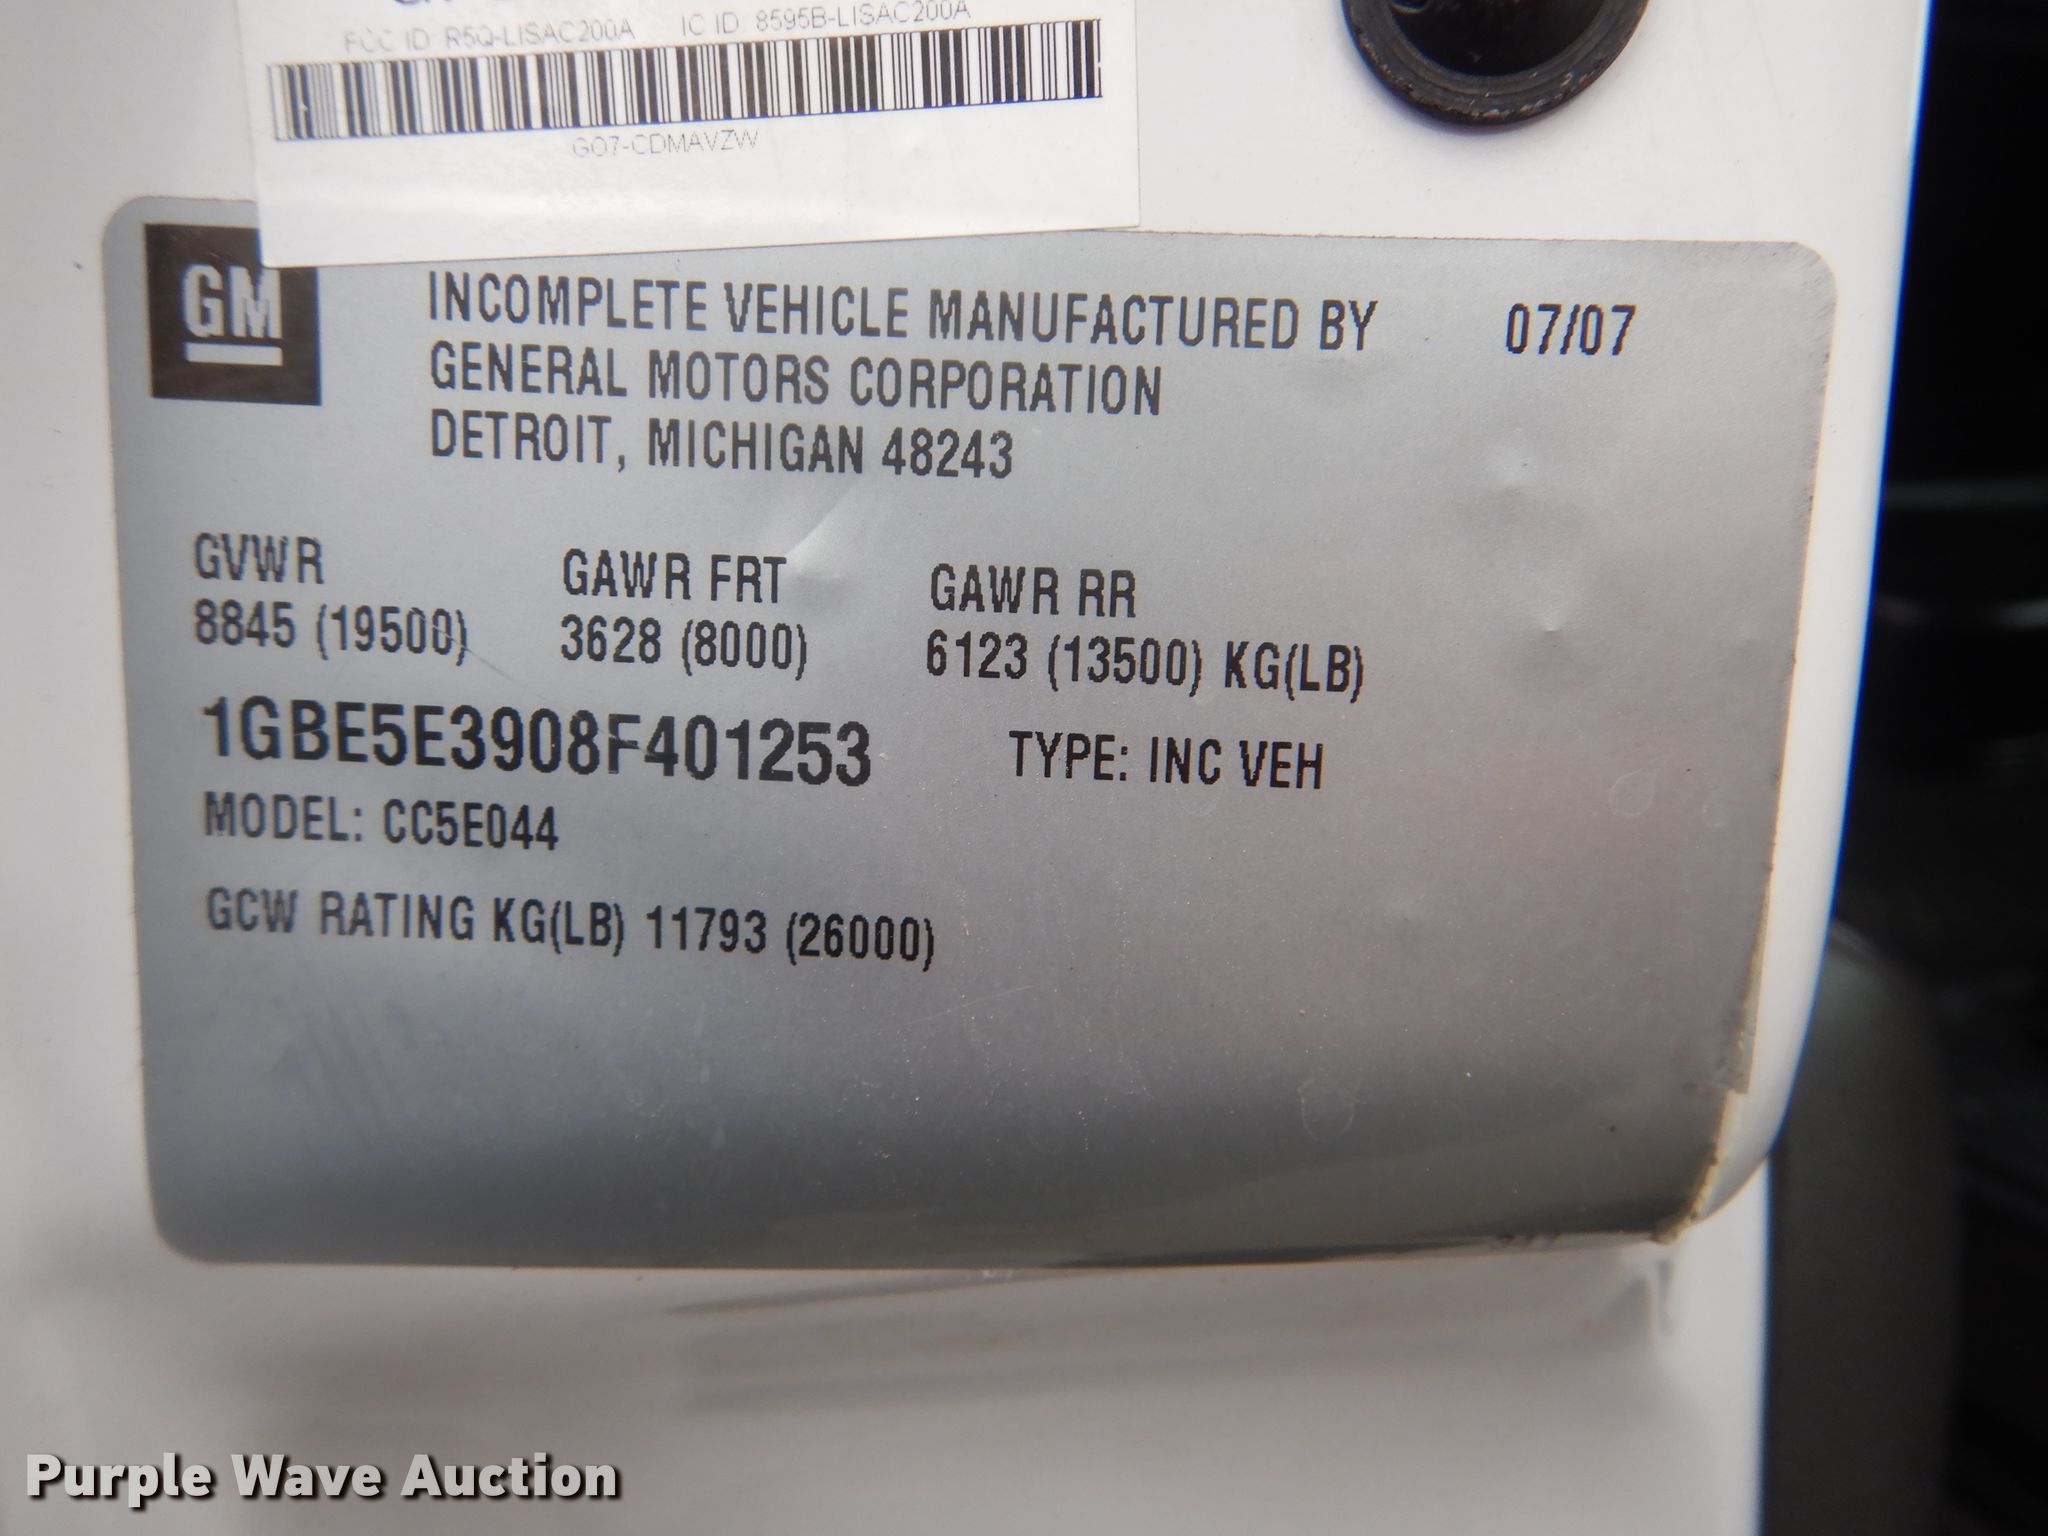 FCC ID: R5Q-LISAC200A IC ID: 8595B-LISAC200A
GO7-CDMAVZW
GM
INCOMPLETE VEHICLE MANUFACTURED BY 07/07
GENERAL MOTORS CORPORATION
DETROIT, MICHIGAN 48243
GVWR GAWR FRT GAWR RR
8845 (19500) 3628 (8000) 6123 (13500) KG(LB)
1GBE5E3908F401253 TYPE: INC VEH
MODEL: CC5E044
GCW RATING KG(LB) 11793 (26000)
Purple Wave Auction